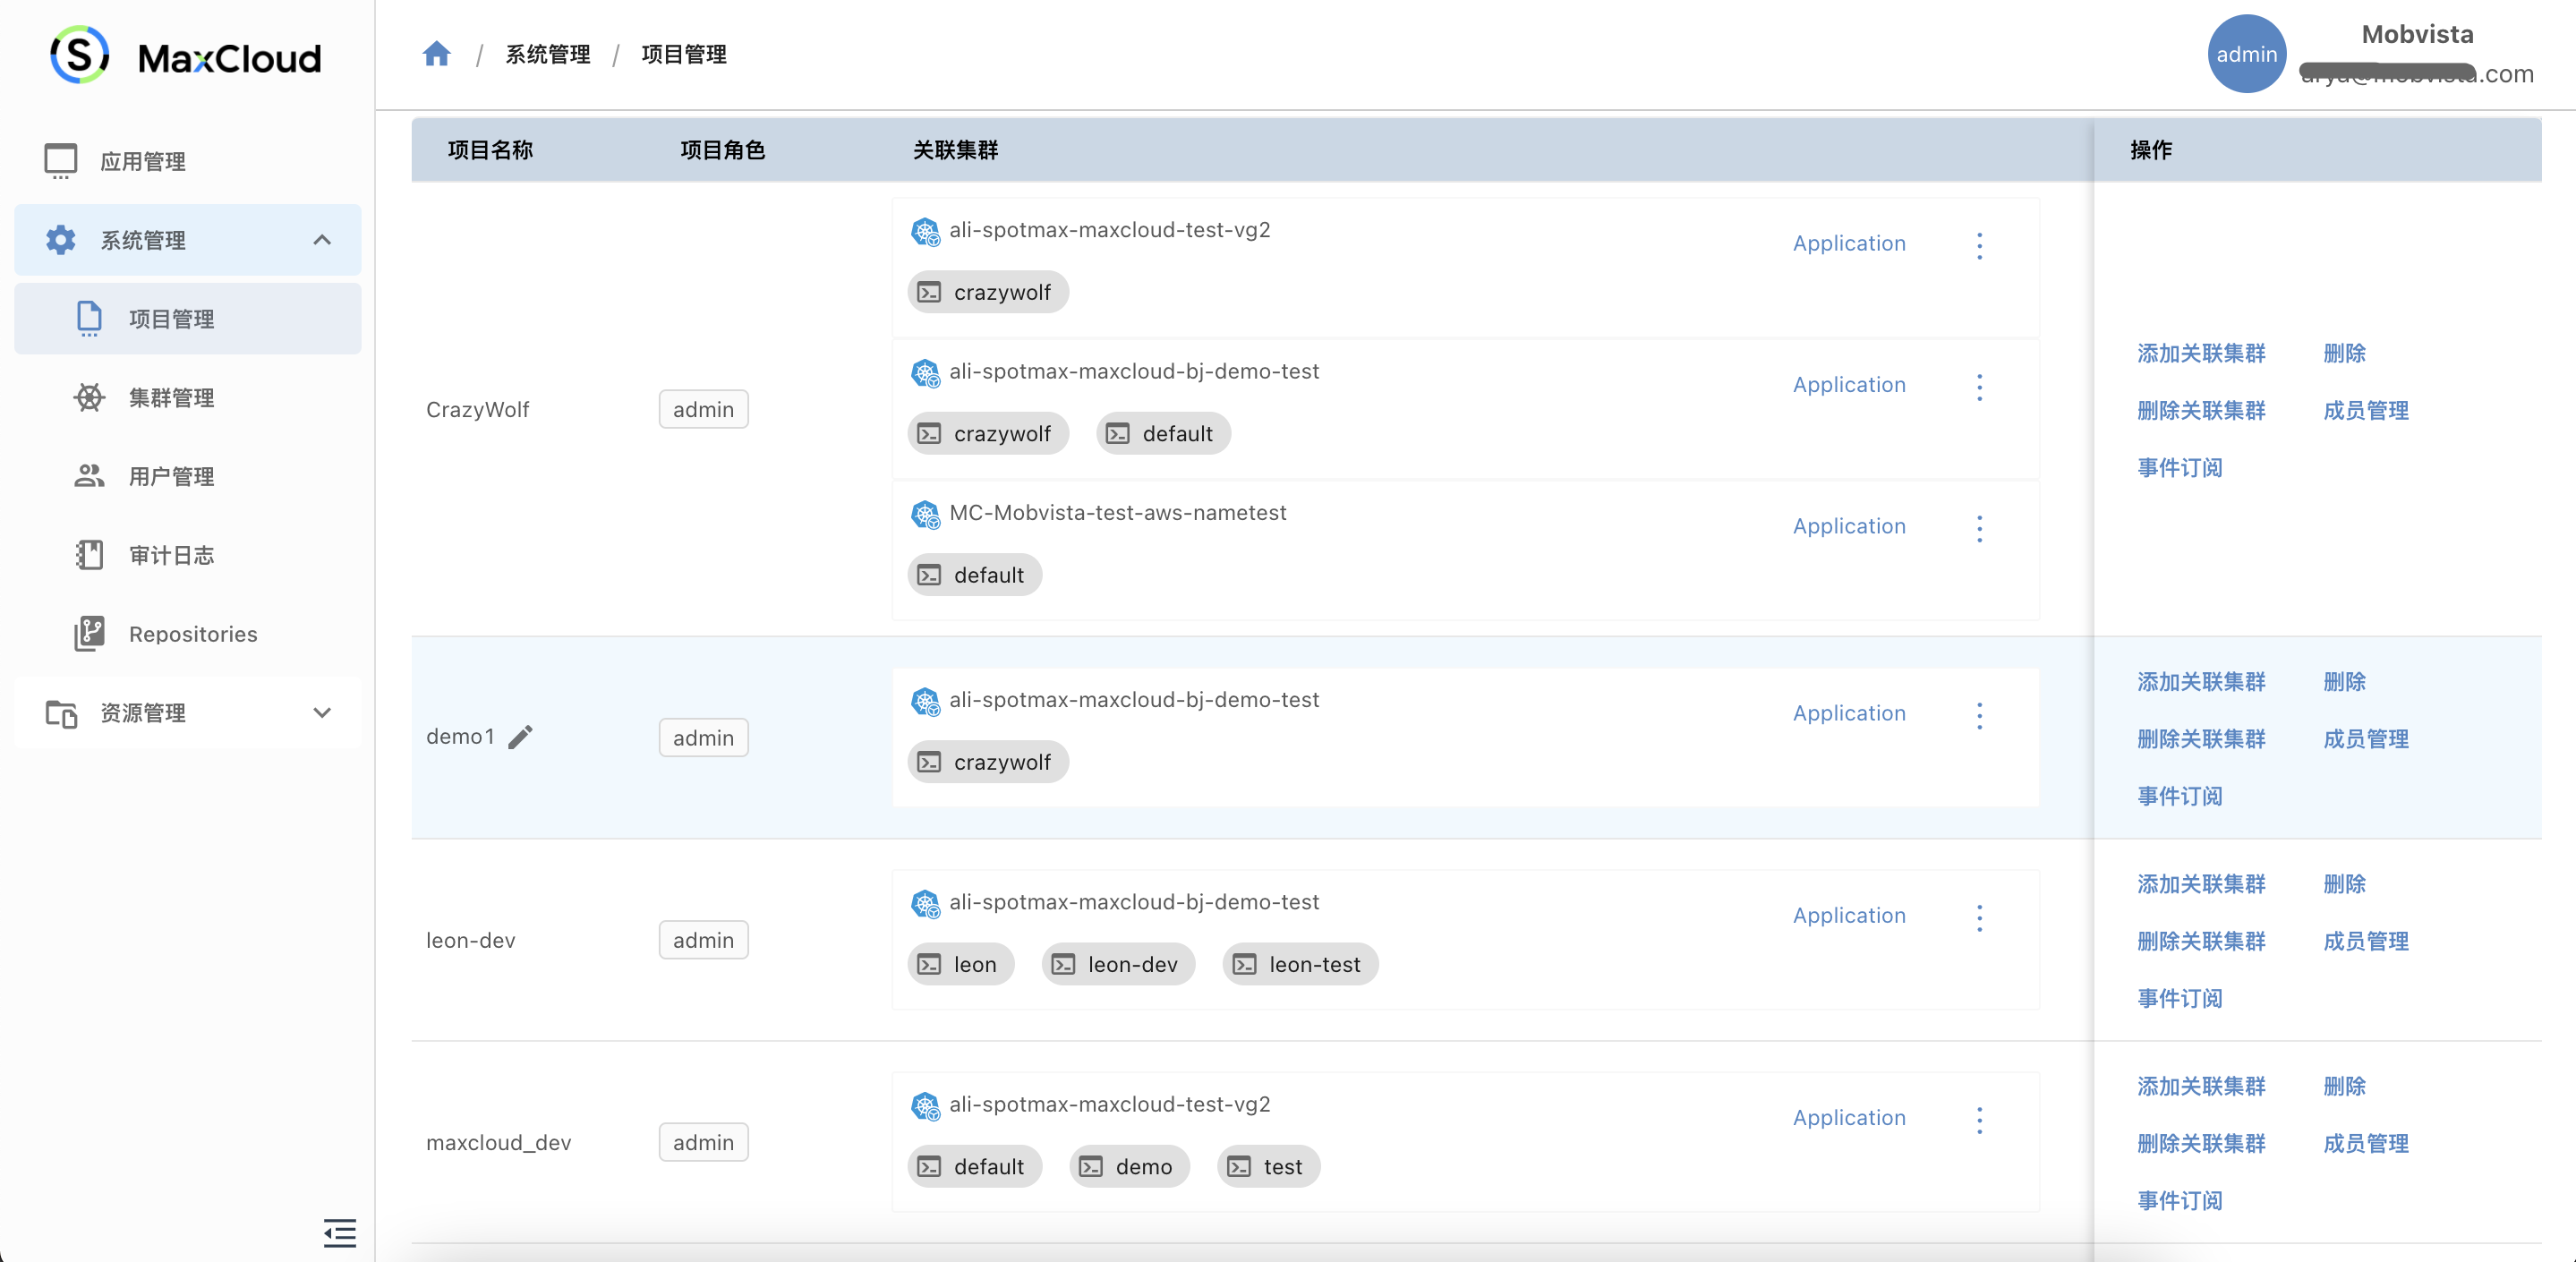 MaxCloud
应用管理
系统管理
项目管理
集群管理
用户管理
审计日志
Repositories
资源管理
/ 系统管理 / 项目管理
admin
Mobvista
.com
项目名称 项目角色 关联集群 操作
CrazyWolf admin
ali-spotmax-maxcloud-test-vg2 Application
crazywolf
ali-spotmax-maxcloud-bj-demo-test Application
crazywolf default
MC-Mobvista-test-aws-nametest Application
default
添加关联集群 删除
删除关联集群 成员管理
事件订阅
demo1 admin
ali-spotmax-maxcloud-bj-demo-test Application
crazywolf
添加关联集群 删除
删除关联集群 成员管理
事件订阅
leon-dev admin
ali-spotmax-maxcloud-bj-demo-test Application
leon leon-dev leon-test
添加关联集群 删除
删除关联集群 成员管理
事件订阅
maxcloud_dev admin
ali-spotmax-maxcloud-test-vg2 Application
default demo test
添加关联集群 删除
删除关联集群 成员管理
事件订阅